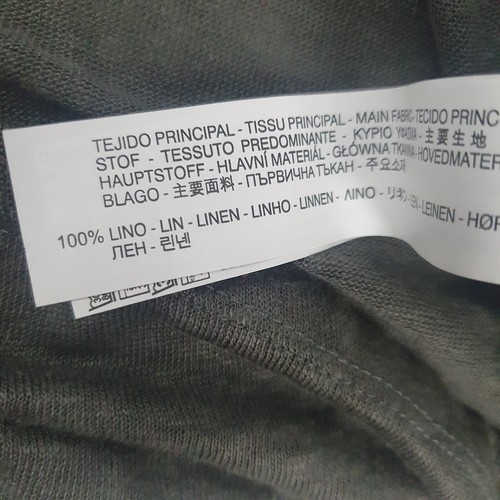 TEJIDO PRINCIPAL - TISSU PRINCIPAL - MAIN FABRIC - TECIDO PRINC
STOF - TESSUTO PREDOMINANTE - ΚΥΡΙΟ ΥΦΑΣΜΑ - 主要生地
HAUPTSTOFF - HLAVNÍ MATERIÁL - GŁÓWNA TKANINA - HOVEDMATER
BLAGO - 主要面料 - ПЪРВИЧНА ТЪКАН - 주요소재
100% LINO - LIN - LINEN - LINHO - LINNEN - ΛΙΝΟ - リネン - LEN - LEINEN - HØR
ЛЕН - 린넨